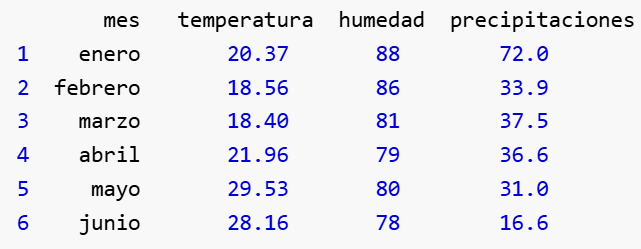 mes temperatura humedad precipitaciones
1 enero 20.37 88 72.0
2 febrero 18.56 86 33.9
3 marzo 18.40 81 37.5
4 abril 21.96 79 36.6
5 mayo 29.53 80 31.0
6 junio 28.16 78 16.6